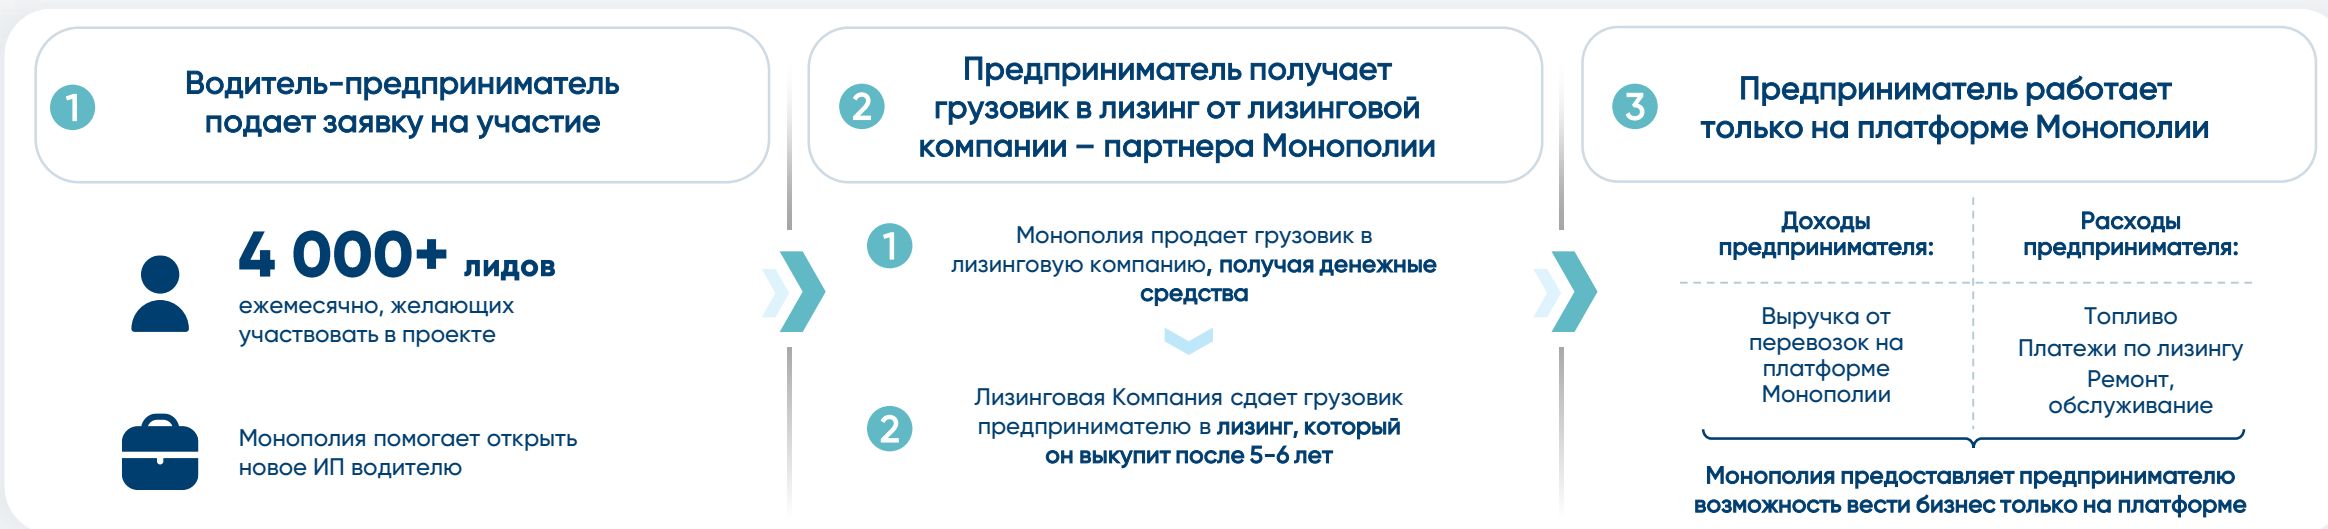 1
Водитель-предприниматель
подает заявку на участие
4 000+ лидов
ежемесячно, желающих
участвовать в проекте
Монополия помогает открыть
новое ИП водителю
2
Предприниматель получает
грузовик в лизинг от лизинговой
компании – партнера Монополии
1
Монополия продает грузовик в
лизинговую компанию, получая денежные
средства
2
Лизинговая Компания сдает грузовик
предпринимателю в лизинг, который
он выкупит после 5-6 лет
3
Предприниматель работает
только на платформе Монополии
Доходы
предпринимателя:
Выручка от
перевозок на
платформе
Монополии
Расходы
предпринимателя:
Топливо
Платежи по лизингу
Ремонт,
обслуживание
Монополия предоставляет предпринимателю
возможность вести бизнес только на платформе